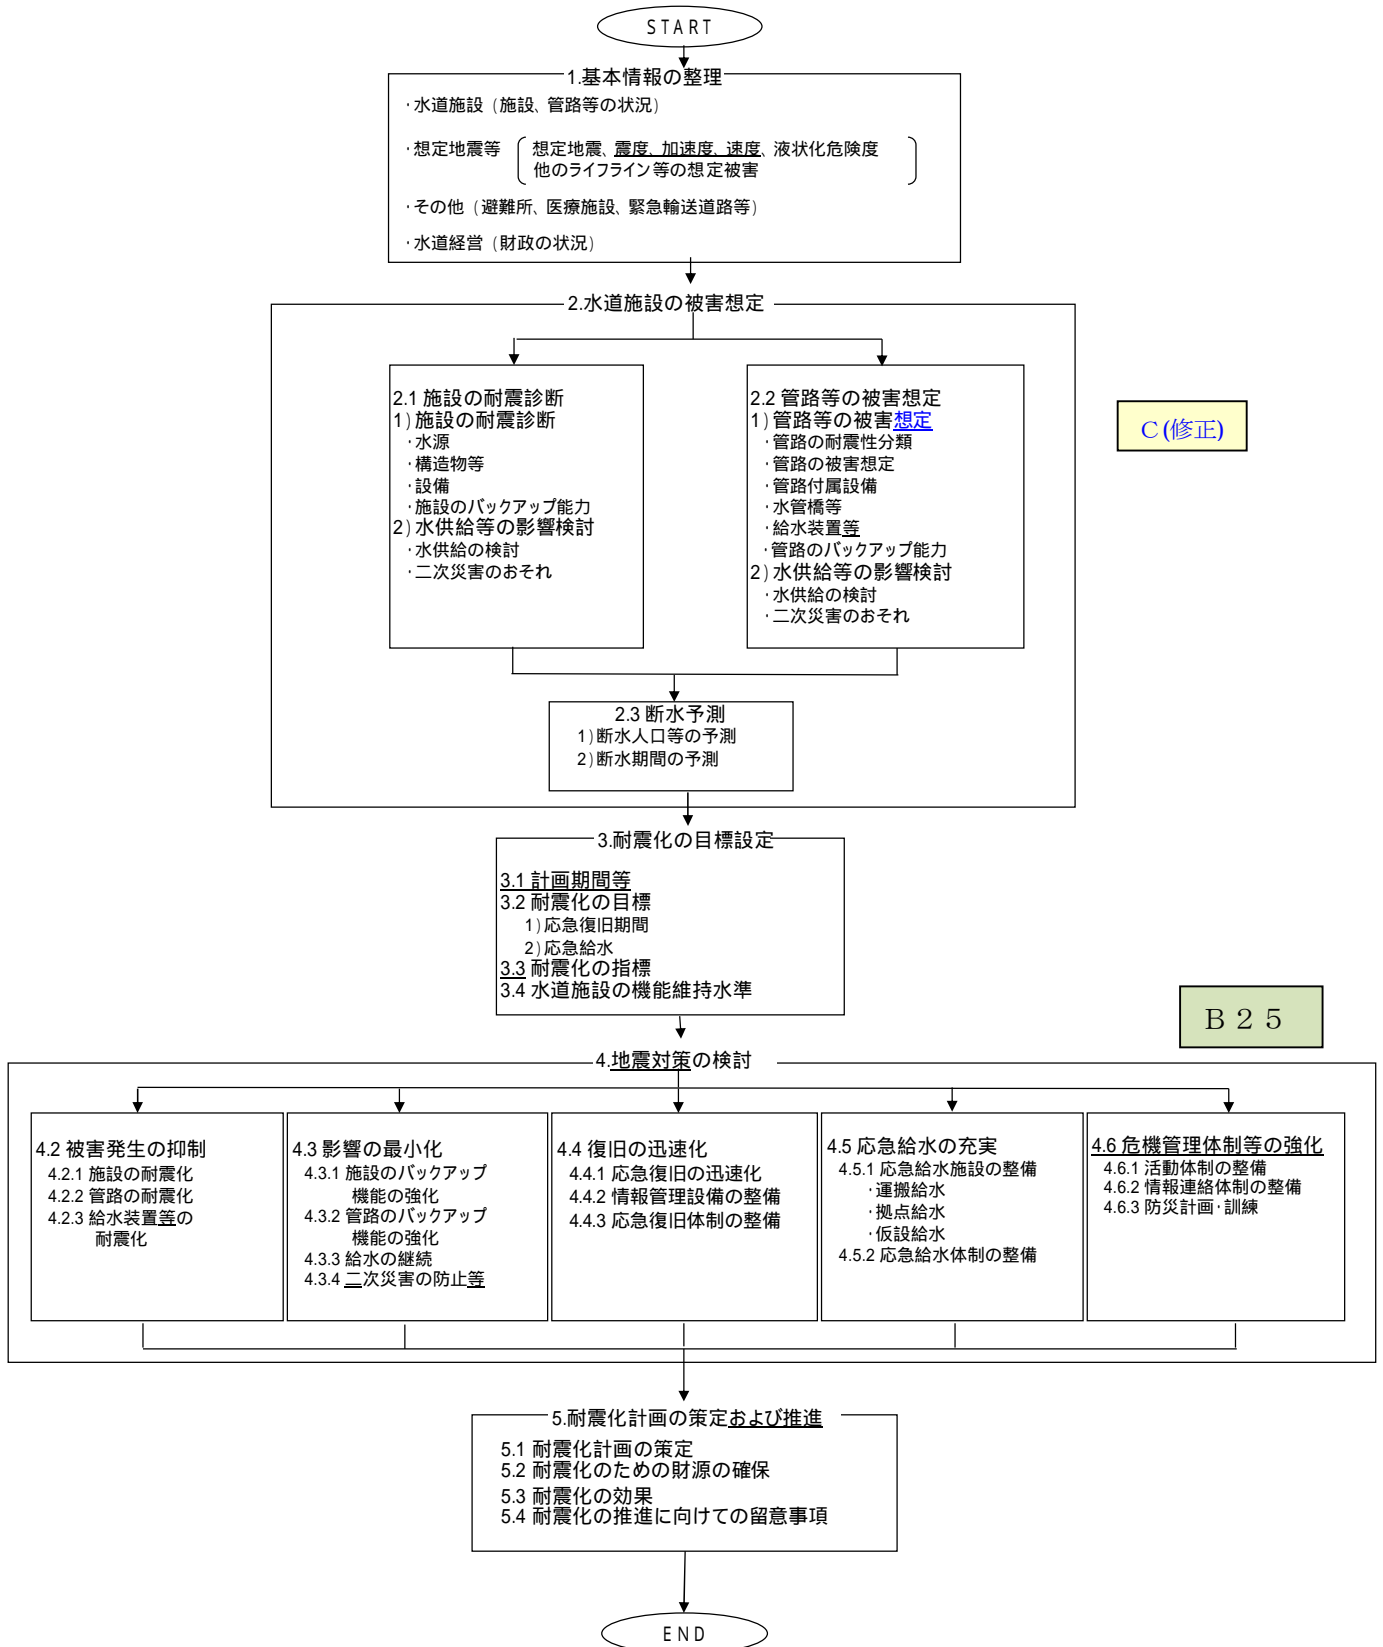 START
1.基本情報の整理
・水道施設（施設、管路等の状況）
・想定地震等
想定地震、震度、加速度、速度、液状化危険度
他のライフライン等の想定被害
・その他（避難所、医療施設、緊急輸送道路等）
・水道経営（財政の状況）
2.水道施設の被害想定
2.1 施設の耐震診断
1)施設の耐震診断
・水源
・構造物等
・設備
・施設のバックアップ能力
2)水供給等の影響検討
・水供給の検討
・二次災害のおそれ
2.2 管路等の被害想定
1)管路等の被害想定
・管路の耐震性分類
・管路の被害想定
・管路付属設備
・水管橋等
・給水装置等
・管路のバックアップ能力
2)水供給等の影響検討
・水供給の検討
・二次災害のおそれ
C(修正)
2.3 断水予測
1)断水人口等の予測
2)断水期間の予測
3.耐震化の目標設定
3.1 計画期間等
3.2 耐震化の目標
1)応急復旧期間
2)応急給水
3.3 耐震化の指標
3.4 水道施設の機能維持水準
B25
4.地震対策の検討
4.2 被害発生の抑制
4.2.1 施設の耐震化
4.2.2 管路の耐震化
4.2.3 給水装置等の
耐震化
4.3 影響の最小化
4.3.1 施設のバックアップ
機能の強化
4.3.2 管路のバックアップ
機能の強化
4.3.3 給水の継続
4.3.4 二次災害の防止等
4.4 復旧の迅速化
4.4.1 応急復旧の迅速化
4.4.2 情報管理設備の整備
4.4.3 応急復旧体制の整備
4.5 応急給水の充実
4.5.1 応急給水施設の整備
・運搬給水
・拠点給水
・仮設給水
4.5.2 応急給水体制の整備
4.6 危機管理体制等の強化
4.6.1 活動体制の整備
4.6.2 情報連絡体制の整備
4.6.3 防災計画・訓練
5.耐震化計画の策定および推進
5.1 耐震化計画の策定
5.2 耐震化のための財源の確保
5.3 耐震化の効果
5.4 耐震化の推進に向けての留意事項
END